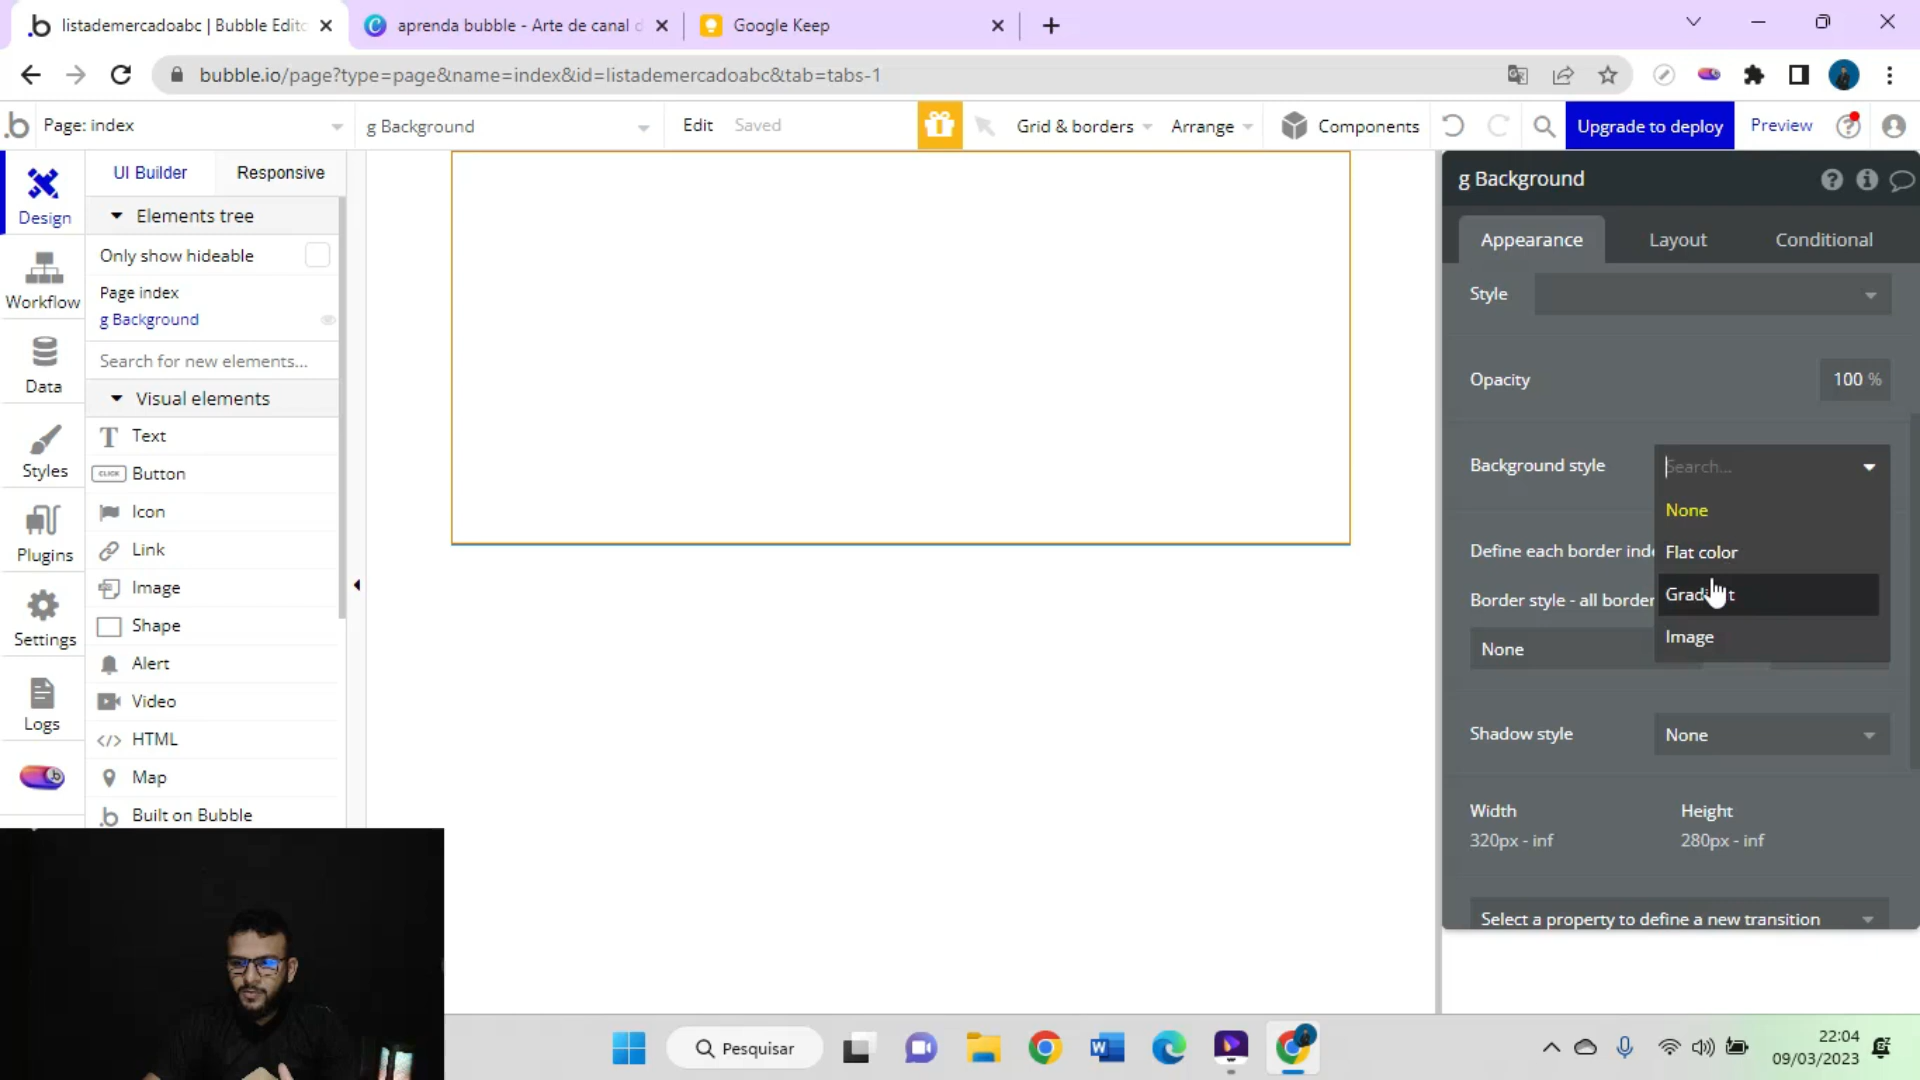 listademercadoabc | Bubble Edito
aprenda bubble - Arte de canal d
Google Keep
bubble.io/page?type=page&name=index&id=listademercadoabc&tab=tabs-1
Page: index
g Background
Edit
Saved
Grid & borders
Arrange
Components
Upgrade to deploy
Preview
Design
Workflow
Data
Styles
Plugins
Settings
Logs
UI Builder
Responsive
Elements tree
Only show hideable
Page index
g Background
Search for new elements...
Visual elements
Text
CLICK Button
Icon
Link
Image
Shape
Alert
Video
HTML
Map
Built on Bubble
g Background
Appearance
Layout
Conditional
Style
Opacity
100 %
Background style
Search...
None
Flat color
Image
Define each border inde
Border style - all border
None
Shadow style
None
Width
Height
320px - inf
280px - inf
Select a property to define a new transition
Pesquisar
22:04
09/03/2023